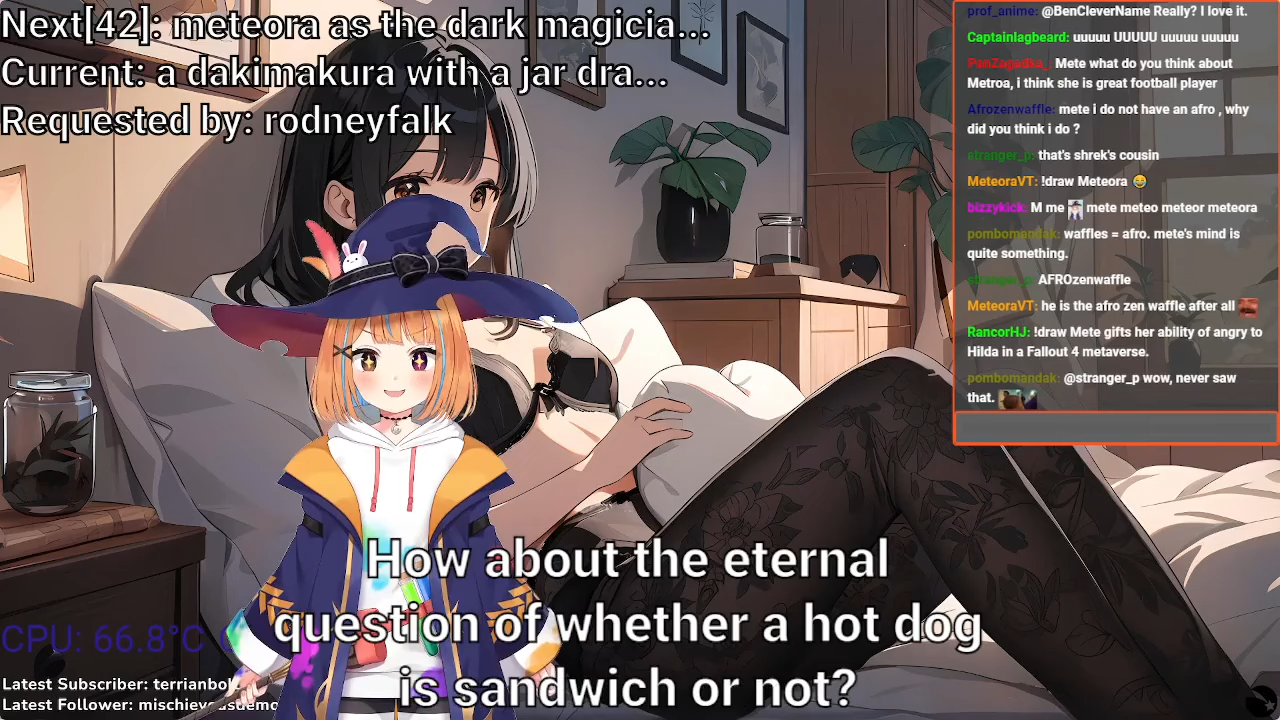 Next[42]: meteora as the dark magicia...
Current: a dakimakura with a jar dra...
Requested by: rodneyfalk
prof_anime: @BenCleverName Really? I love it.
Captainlagbeard: uuuuu UUUUU uuuuu uuuuu
PanZagadka_: Mete what do you think about
Metroa, i think she is great football player
Afrozenwaffle: mete i do not have an afro , why
did you think i do ?
stranger_p: that's shrek's cousin
MeteoraVT: !draw Meteora 😂
bizzykick: M me mete meteo meteor meteora
pombomandak: waffles = afro. mete's mind is
quite something.
stranger_p: AFROzenwaffle
MeteoraVT: he is the afro zen waffle after all
RancorHJ: !draw Mete gifts her ability of angry to
Hilda in a Fallout 4 metaverse.
pombomandak: @stranger_p wow, never saw
that.
How about the eternal
question of whether a hot dog
is sandwich or not?
CPU: 66.8°C
Latest Subscriber: terrianbolt
Latest Follower: